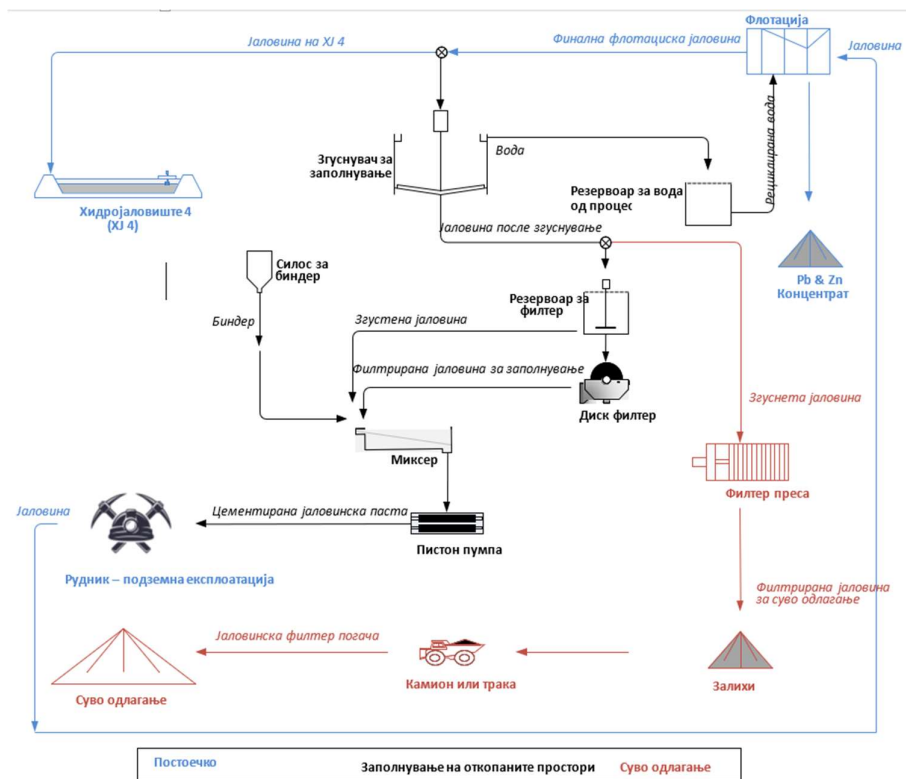 Флотација
Јаловина на ХЈ 4
Финална флотациска јаловина
Јаловина
Згуснувач за
заполнување
Вода
Рециклирана вода
Резервоар за вода
од процес
Хидројаловиште 4
(ХЈ 4)
Јаловина после згуснување
Силос за
биндер
Pb & Zn
Концентрат
Резервоар за
филтер
Биндер
Згустена јаловина
Филтрирана јаловина за заполнување
Згуснета јаловина
Диск филтер
Миксер
Филтер преса
Јаловина
Цементирана јаловинска паста
Пистон пумпа
Рудник – подземна експлоатација
Филтрирана јаловина
за суво одлагање
Јаловинска филтер погача
Суво одлагање
Камион или трака
Залихи
Постоечко
Заполнување на откопаните простори
Суво одлагање